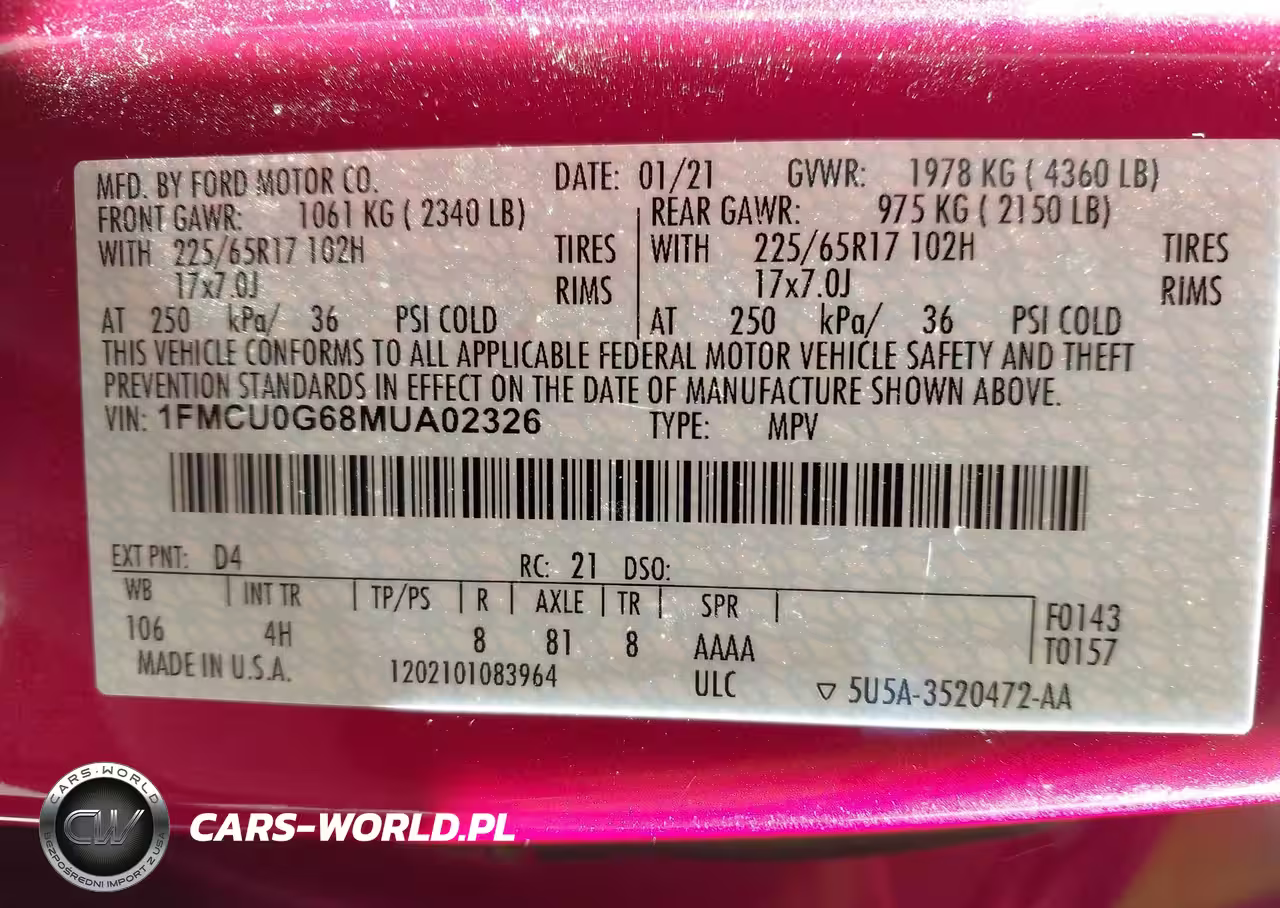 MFD. BY FORD MOTOR CO. DATE: 01/21 GVWR: 1978 KG ( 4360 LB)
FRONT GAWR: 1061 KG ( 2340 LB) REAR GAWR: 975 KG ( 2150 LB)
WITH 225/65R17 102H TIRES WITH 225/65R17 102H TIRES
17x7.0J RIMS 17x7.0J RIMS
AT 250 kPa/ 36 PSI COLD AT 250 kPa/ 36 PSI COLD
THIS VEHICLE CONFORMS TO ALL APPLICABLE FEDERAL MOTOR VEHICLE SAFETY AND THEFT
PREVENTION STANDARDS IN EFFECT ON THE DATE OF MANUFACTURE SHOWN ABOVE.
VIN: 1FMCU0G68MUA02326 TYPE: MPV
EXT PNT: D4 RC: 21 DSO:
WB INT TR TP/PS R AXLE TR SPR F0143
106 4H 8 81 8 AAAA T0157
MADE IN U.S.A. 1202101083964 ULC ▽ 5U5A-3520472-AA
CARS-WORLD
CW
BEZPOŚREDNI IMPORT Z USA
CARS-WORLD.PL